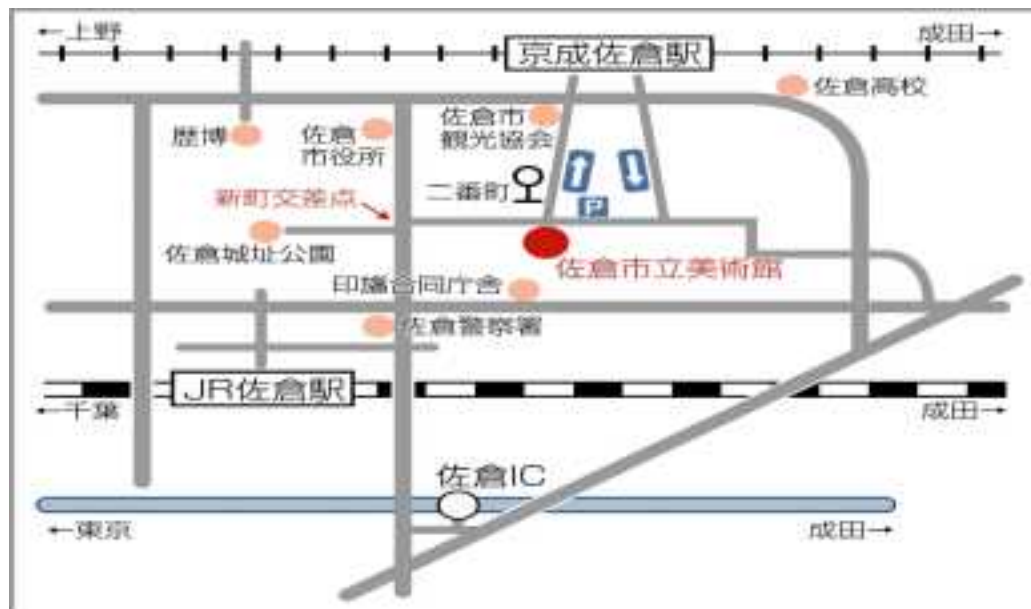 ←上野
成田→
京成佐倉駅
佐倉高校
歴博
佐倉
市役所
佐倉市
観光協会
二番町
P
新町交差点
佐倉城址公園
佐倉市立美術館
印旛合同庁舎
佐倉警察署
JR佐倉駅
←千葉
成田→
佐倉IC
←東京
成田→